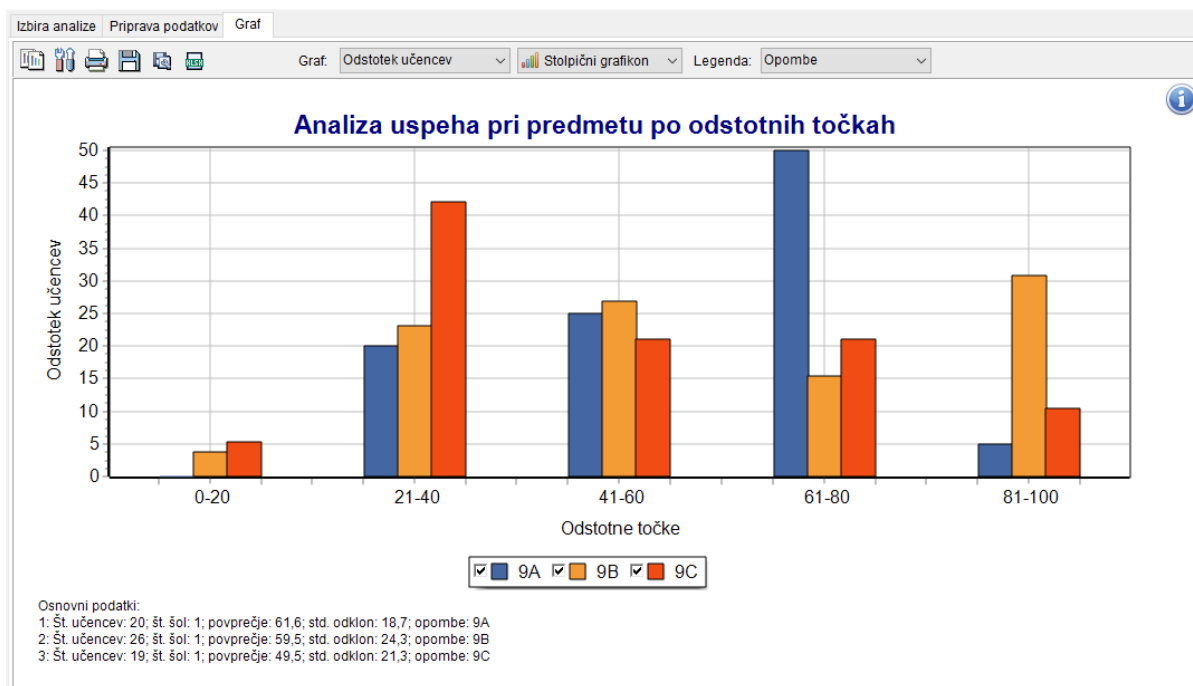 Izbira analize Priprava podatkov Graf
Graf: Odstotek učencev Stolpični grafikon Legenda: Opombe
Analiza uspeha pri predmetu po odstotnih točkah
50
45
40
35
30
25
20
15
10
5
0
Odstotek učencev
0-20 21-40 41-60 61-80 81-100
Odstotne točke
9A 9B 9C
Osnovni podatki:
1: Št. učencev: 20; št. šol: 1; povprečje: 61,6; std. odklon: 18,7; opombe: 9A
2: Št. učencev: 26; št. šol: 1; povprečje: 59,5; std. odklon: 24,3; opombe: 9B
3: Št. učencev: 19; št. šol: 1; povprečje: 49,5; std. odklon: 21,3; opombe: 9C